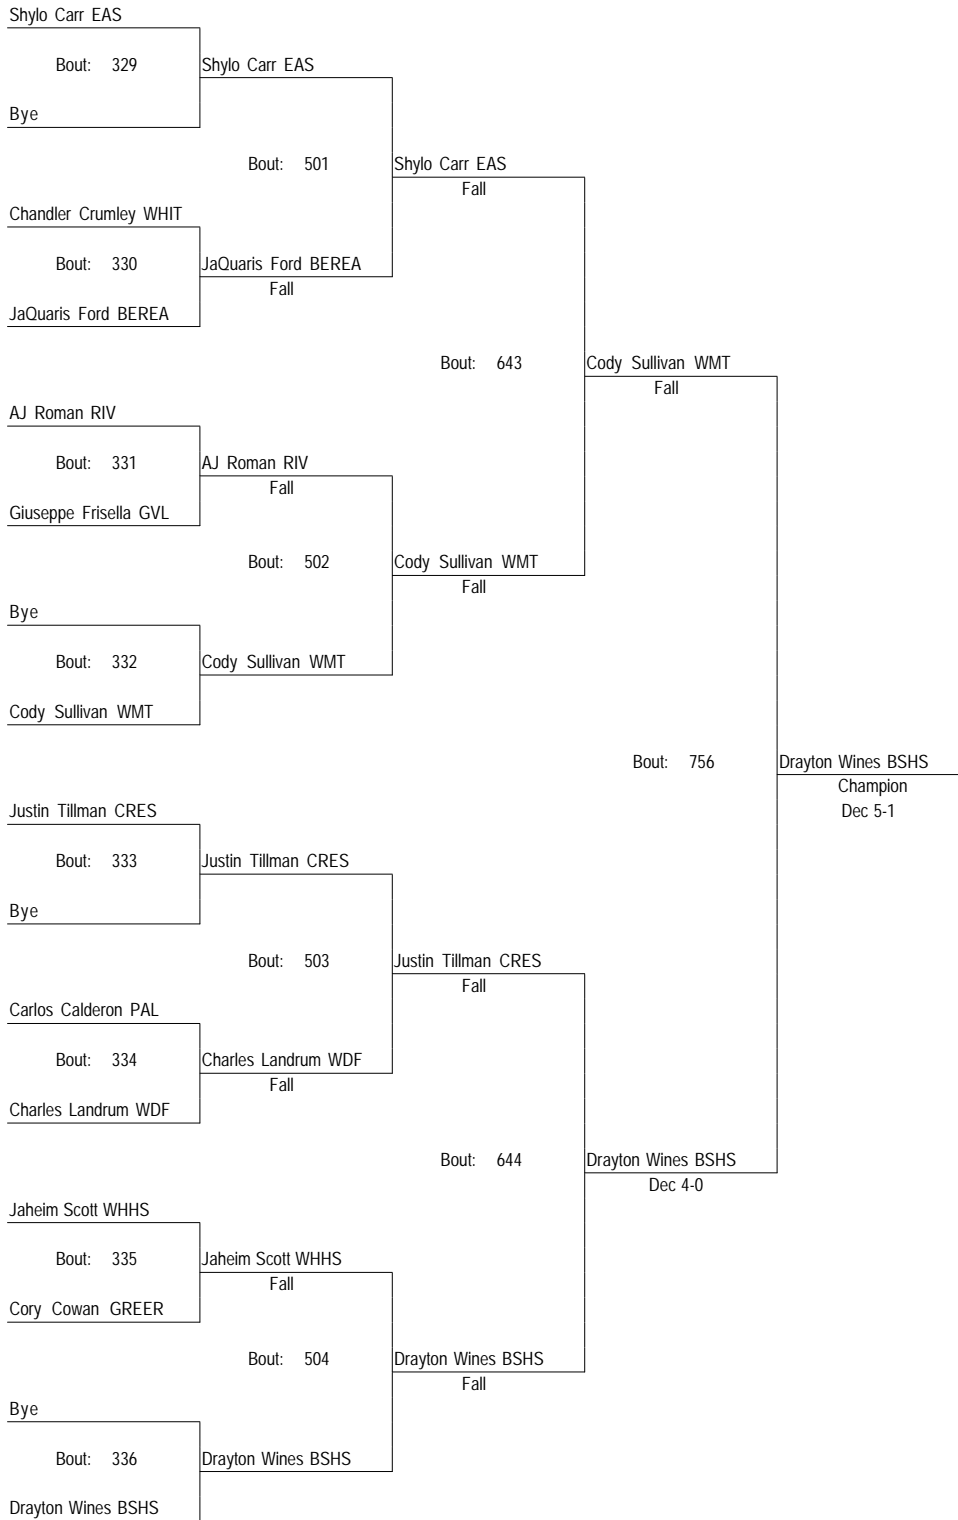 Shylo Carr EAS
Bout: 329
Shylo Carr EAS
Bye
Bout: 501
Shylo Carr EAS
Fall
Chandler Crumley WHIT
Bout: 330
JaQuaris Ford BEREA
Fall
JaQuaris Ford BEREA
Bout: 643
Cody Sullivan WMT
Fall
AJ Roman RIV
Bout: 331
AJ Roman RIV
Fall
Giuseppe Frisella GVL
Bout: 502
Cody Sullivan WMT
Fall
Bye
Bout: 332
Cody Sullivan WMT
Cody Sullivan WMT
Bout: 756
Drayton Wines BSHS
Champion
Dec 5-1
Justin Tillman CRES
Bout: 333
Justin Tillman CRES
Bye
Bout: 503
Justin Tillman CRES
Fall
Carlos Calderon PAL
Bout: 334
Charles Landrum WDF
Fall
Charles Landrum WDF
Bout: 644
Drayton Wines BSHS
Dec 4-0
Jaheim Scott WHHS
Bout: 335
Jaheim Scott WHHS
Fall
Cory Cowan GREER
Bout: 504
Drayton Wines BSHS
Fall
Bye
Bout: 336
Drayton Wines BSHS
Drayton Wines BSHS